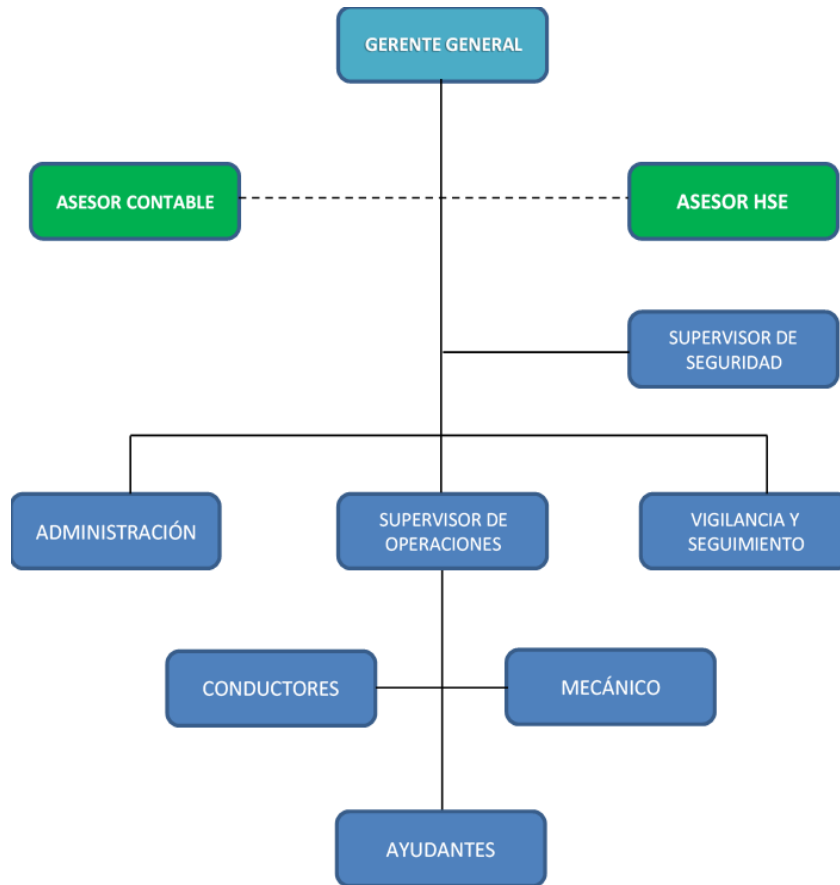 GERENTE GENERAL
ASESOR CONTABLE
ASESOR HSE
SUPERVISOR DE
SEGURIDAD
ADMINISTRACIÓN
SUPERVISOR DE
OPERACIONES
VIGILANCIA Y
SEGUIMIENTO
CONDUCTORES
MECÁNICO
AYUDANTES